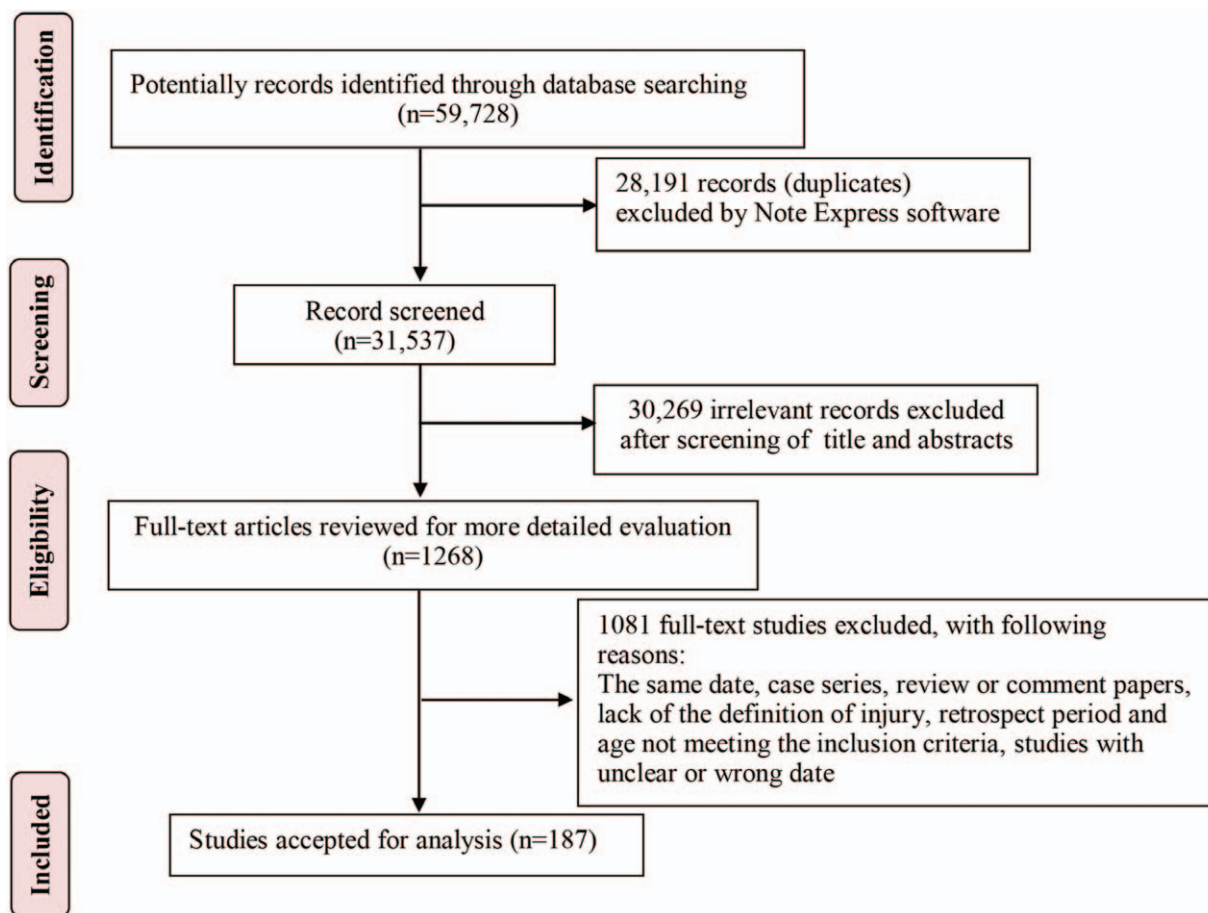 Identification
Potentially records identified through database searching
(n=59,728)
28,191 records (duplicates)
excluded by Note Express software
Screening
Record screened
(n=31,537)
30,269 irrelevant records excluded
after screening of title and abstracts
Eligibility
Full-text articles reviewed for more detailed evaluation
(n=1268)
1081 full-text studies excluded, with following
reasons:
The same date, case series, review or comment papers,
lack of the definition of injury, retrospect period and
age not meeting the inclusion criteria, studies with
unclear or wrong date
Included
Studies accepted for analysis (n=187)